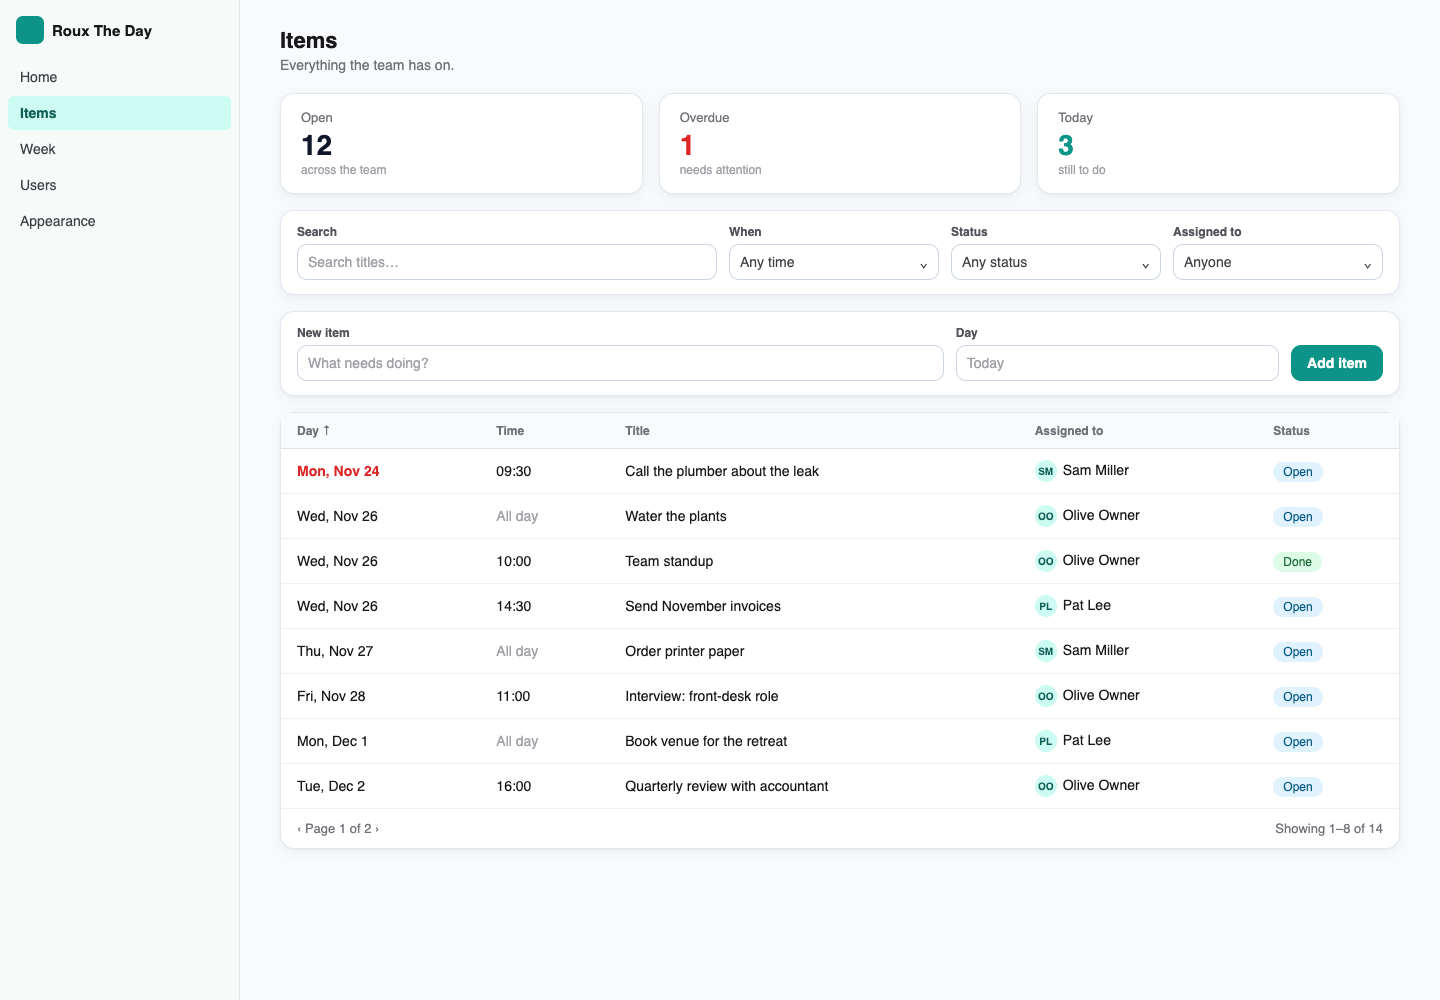 Roux The Day
Home
Items
Week
Users
Appearance
Items
Everything the team has on.
Open
12
across the team
Overdue
1
needs attention
Today
3
still to do
Search When Status Assigned to
Search titles... Any time Any status Anyone
New item Day
What needs doing? Today Add item
Day ↑ Time Title Assigned to Status
Mon, Nov 24 09:30 Call the plumber about the leak SM Sam Miller Open
Wed, Nov 26 All day Water the plants OO Olive Owner Open
Wed, Nov 26 10:00 Team standup OO Olive Owner Done
Wed, Nov 26 14:30 Send November invoices PL Pat Lee Open
Thu, Nov 27 All day Order printer paper SM Sam Miller Open
Fri, Nov 28 11:00 Interview: front-desk role OO Olive Owner Open
Mon, Dec 1 All day Book venue for the retreat PL Pat Lee Open
Tue, Dec 2 16:00 Quarterly review with accountant OO Olive Owner Open
‹ Page 1 of 2 › Showing 1–8 of 14